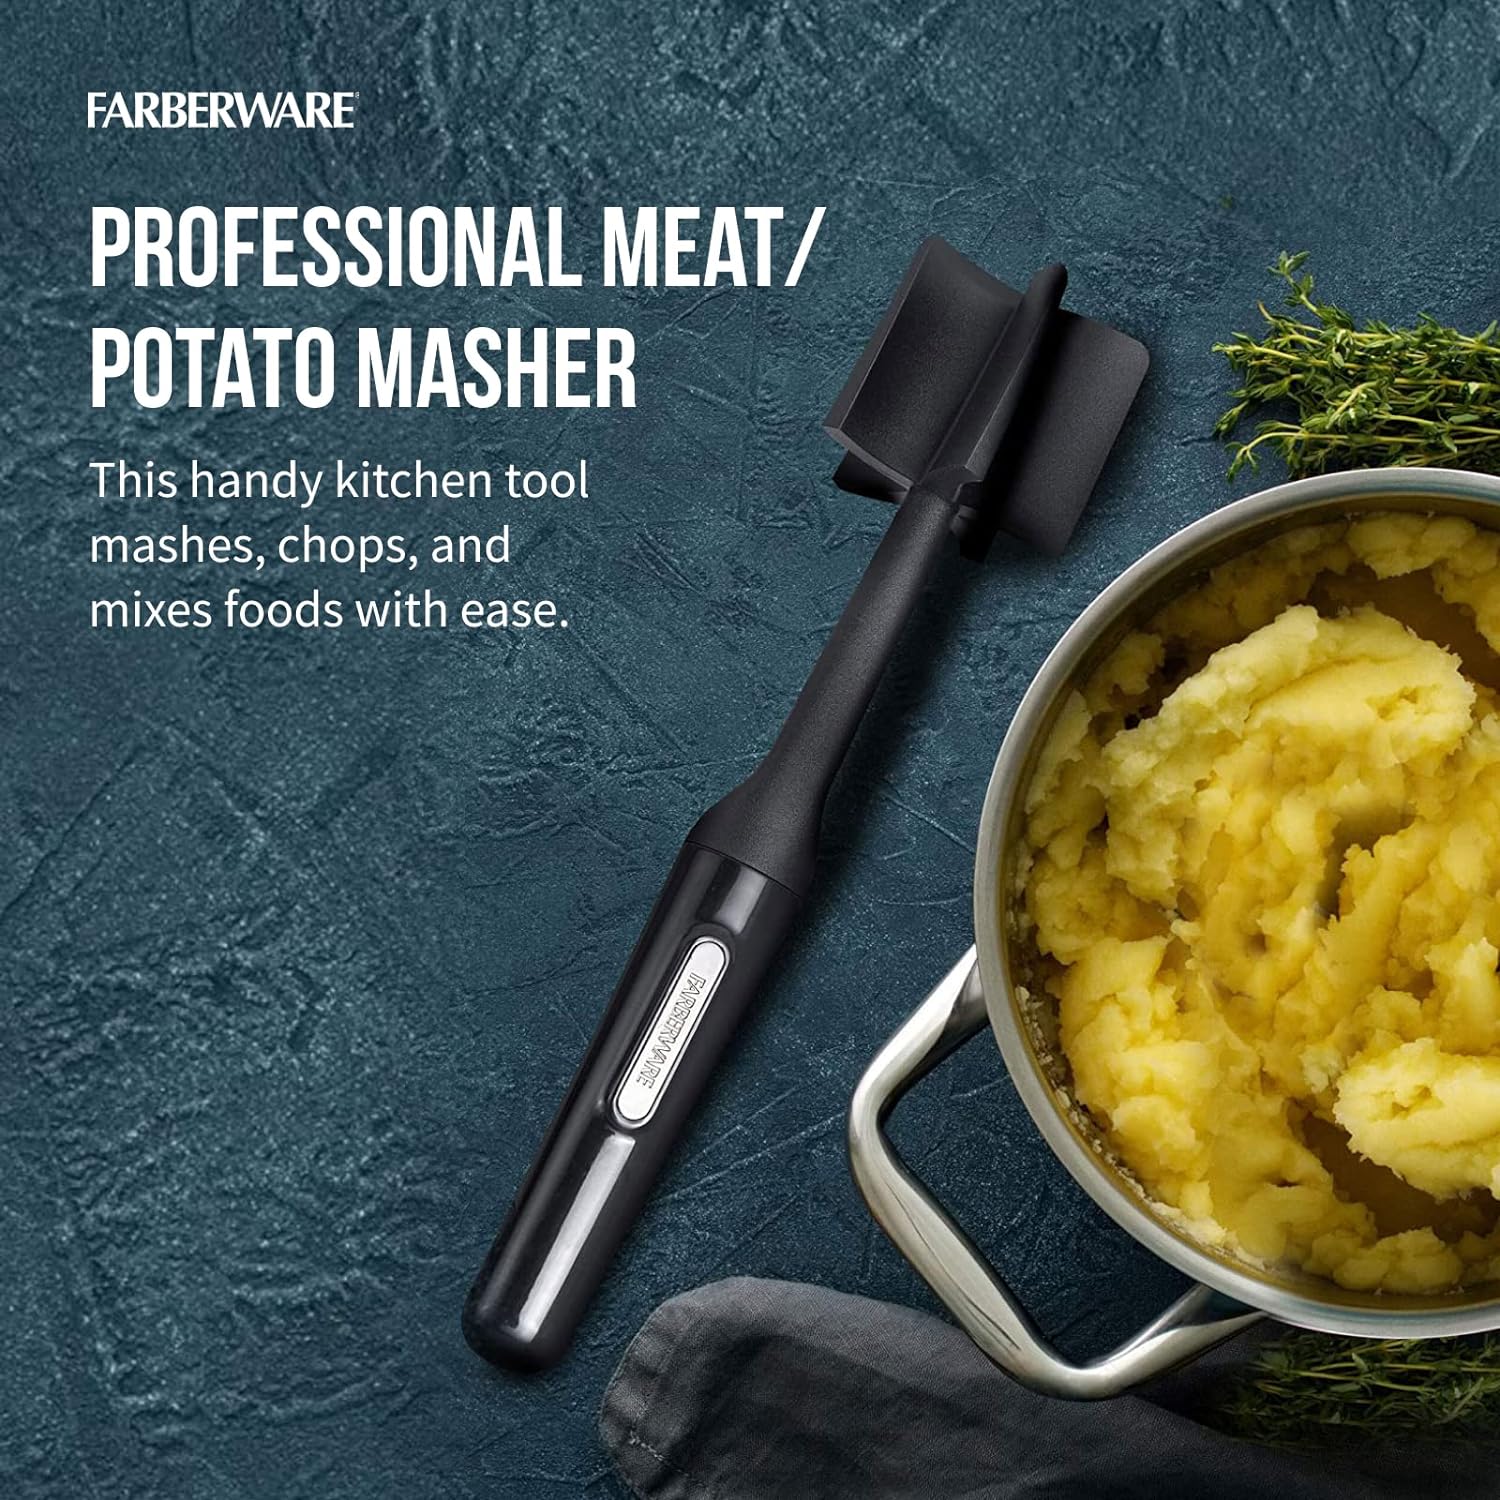 FARBERWARE®
PROFESSIONAL MEAT/
POTATO MASHER
This handy kitchen tool
mashes, chops, and
mixes foods with ease.
FARBERWARE